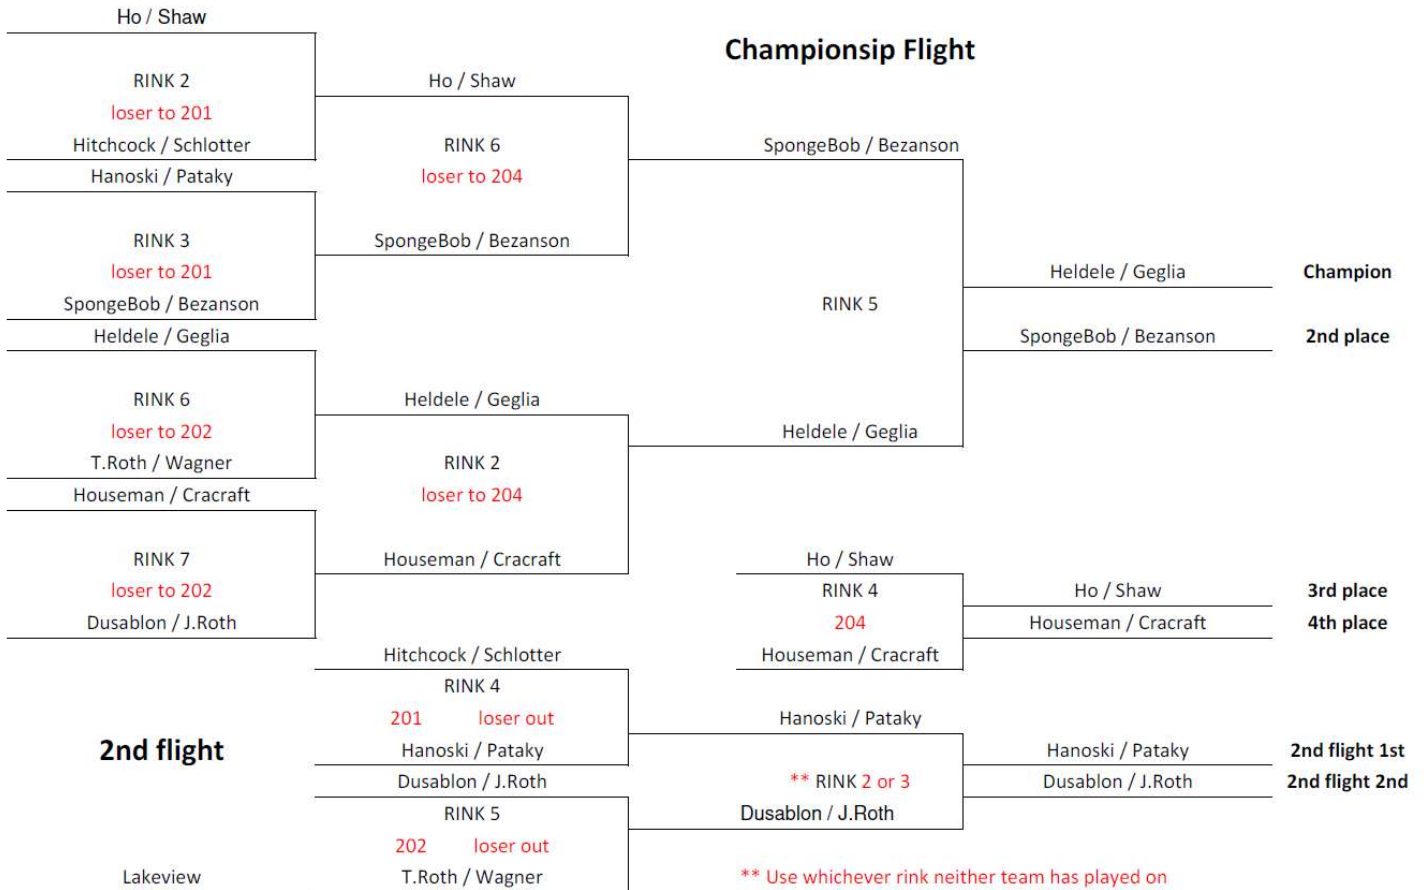 Ho / Shaw
Championsip Flight
RINK 2
Ho / Shaw
loser to 201
Hitchcock / Schlotter
RINK 6
SpongeBob / Bezanson
Hanoski / Pataky
loser to 204
RINK 3
SpongeBob / Bezanson
loser to 201
Heldele / Geglia
Champion
SpongeBob / Bezanson
RINK 5
Heldele / Geglia
SpongeBob / Bezanson
2nd place
RINK 6
Heldele / Geglia
loser to 202
Heldele / Geglia
T.Roth / Wagner
RINK 2
Houseman / Cracraft
loser to 204
RINK 7
Houseman / Cracraft
Ho / Shaw
loser to 202
RINK 4
Ho / Shaw
3rd place
Dusablon / J.Roth
204
Houseman / Cracraft
4th place
Hitchcock / Schlotter
Houseman / Cracraft
RINK 4
201 loser out
Hanoski / Pataky
2nd flight
Hanoski / Pataky
Hanoski / Pataky
2nd flight 1st
Dusablon / J.Roth
** RINK 2 or 3
Dusablon / J.Roth
2nd flight 2nd
RINK 5
Dusablon / J.Roth
202 loser out
Lakeview
T.Roth / Wagner
** Use whichever rink neither team has played on